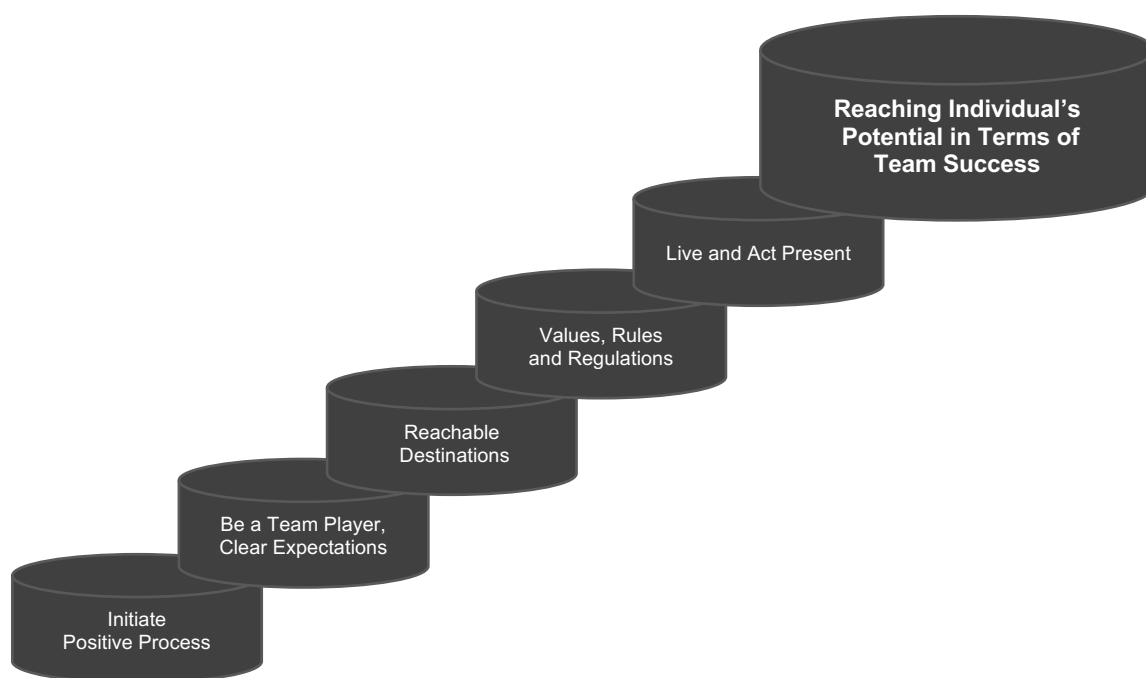 Reaching Individual’s
Potential in Terms of
Team Success
Live and Act Present
Values, Rules
and Regulations
Reachable
Destinations
Be a Team Player,
Clear Expectations
Initiate
Positive Process